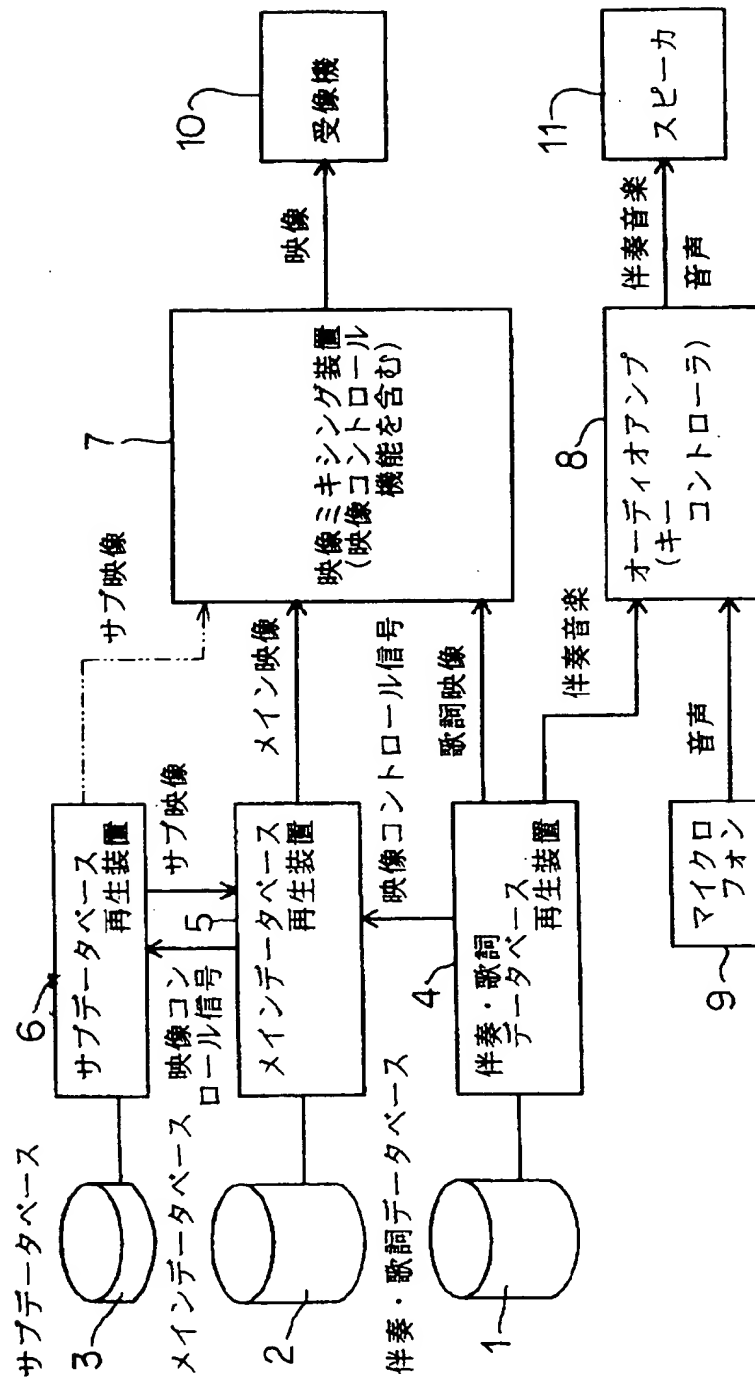 サブデータベース
3
メインデータベース
2
伴奏・歌詞データベース
1
6
サブデータベース
再生装置
映像コント
ロール信号
サブ映像
5
メインデータベース
再生装置
映像コントロール信号
4
伴奏・歌詞
データベース
再生装置
9
マイクロ
フォン
サブ映像
メイン映像
歌詞映像
伴奏音楽
音声
7
映像ミキシング装置
(映像コントロール
機能を含む)
8
オーディオアンプ
(キー
コントローラ)
映像
10
受像機
伴奏音楽
音声
11
スピーカ